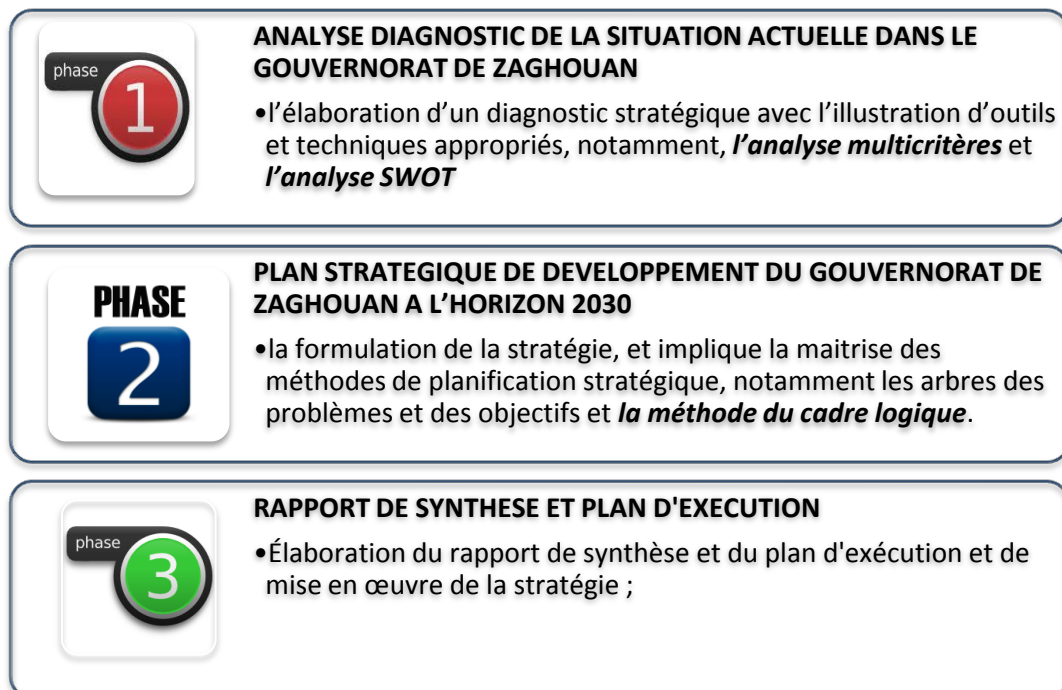 phase
1
ANALYSE DIAGNOSTIC DE LA SITUATION ACTUELLE DANS LE
GOUVERNORAT DE ZAGHOUAN
•l’élaboration d’un diagnostic stratégique avec l’illustration d’outils
et techniques appropriés, notamment, l’analyse multicritères et
l’analyse SWOT
PHASE
2
PLAN STRATEGIQUE DE DEVELOPPEMENT DU GOUVERNORAT DE
ZAGHOUAN A L’HORIZON 2030
•la formulation de la stratégie, et implique la maitrise des
méthodes de planification stratégique, notamment les arbres des
problèmes et des objectifs et la méthode du cadre logique.
phase
3
RAPPORT DE SYNTHESE ET PLAN D'EXECUTION
•Élaboration du rapport de synthèse et du plan d'exécution et de
mise en œuvre de la stratégie ;